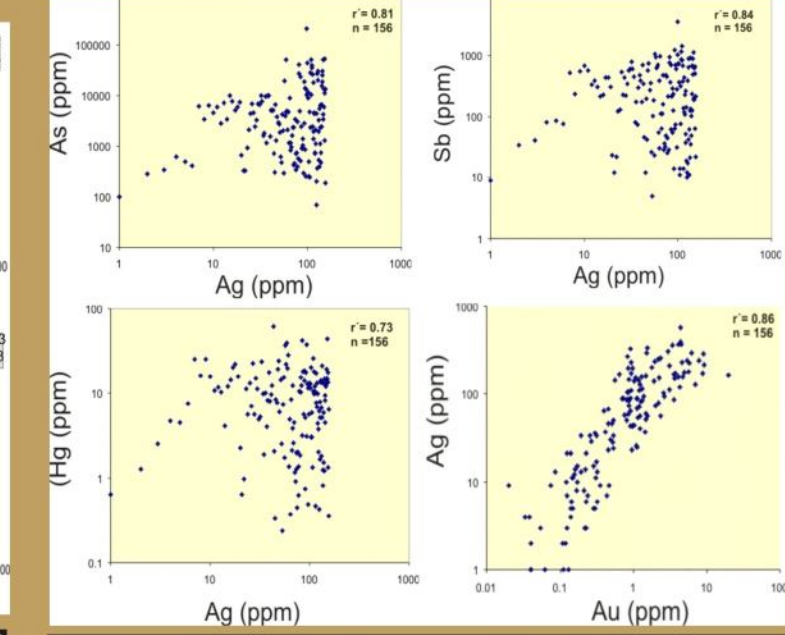 r´= 0.81
n = 156
As (ppm)
100000
10000
1000
100
10
1
10
100
1000
Ag (ppm)
r´= 0.84
n = 156
Sb (ppm)
1000
100
10
1
1
10
100
1000
Ag (ppm)
r´= 0.73
n =156
(Hg (ppm)
100
10
1
0.1
1
10
100
1000
Ag (ppm)
r´= 0.86
n = 156
Ag (ppm)
1000
100
10
1
0.01
0.1
1
10
100
Au (ppm)